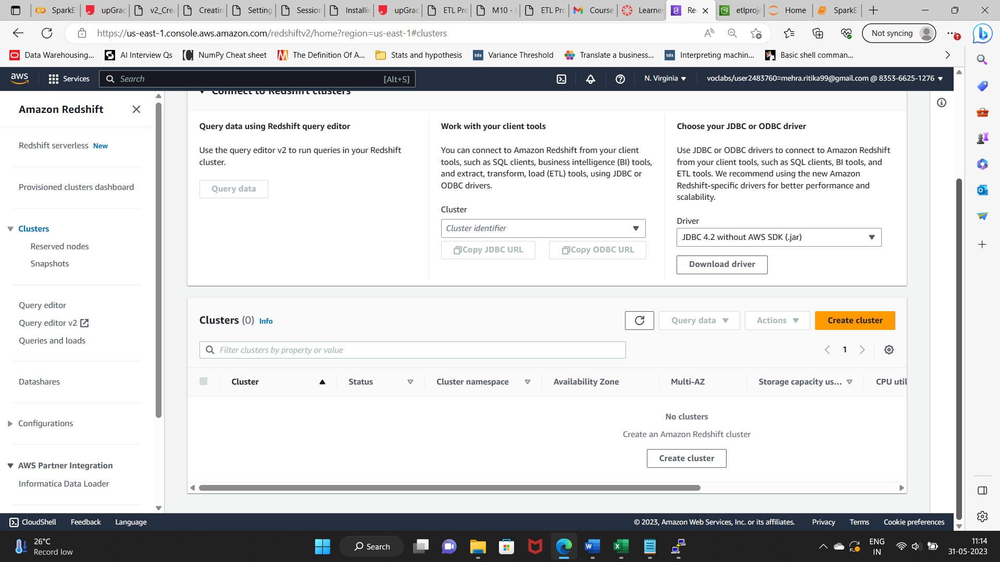 SparkE
upGrad
v2_Crea
Creatin
Setting
Session
Installin
upGrad
ETL Pro
M10 -
ETL Pro
Course
Learner
Re
etlproje
Home
SparkE
https://us-east-1.console.aws.amazon.com/redshiftv2/home?region=us-east-1#clusters
Not syncing
Data Warehousing...
AI Interview Qs
NumPy Cheat sheet
The Definition Of A...
Stats and hypothesis
tds
Variance Threshold
Translate a business...
tds
Interpreting machin...
Basic shell comman...
aws
Services
Search
[Alt+S]
N. Virginia
voclabs/user2483760=mehra.ritika99@gmail.com @ 8353-6625-1276
Amazon Redshift
Redshift serverless New
Provisioned clusters dashboard
Clusters
Reserved nodes
Snapshots
Query editor
Query editor v2
Queries and loads
Datashares
Configurations
AWS Partner Integration
Informatica Data Loader
Connect to Redshift clusters
Query data using Redshift query editor
Use the query editor v2 to run queries in your Redshift
cluster.
Query data
Work with your client tools
You can connect to Amazon Redshift from your client
tools, such as SQL clients, business intelligence (BI) tools,
and extract, transform, load (ETL) tools, using JDBC or
ODBC drivers.
Cluster
Cluster identifier
Copy JDBC URL
Copy ODBC URL
Choose your JDBC or ODBC driver
Use JDBC or ODBC drivers to connect to Amazon Redshift
from your client tools, such as SQL clients, BI tools, and
ETL tools. We recommend using the new Amazon
Redshift-specific drivers for better performance and
scalability.
Driver
JDBC 4.2 without AWS SDK (.jar)
Download driver
Clusters (0) Info
Query data
Actions
Create cluster
Filter clusters by property or value
1
Cluster
Status
Cluster namespace
Availability Zone
Multi-AZ
Storage capacity us...
CPU util
No clusters
Create an Amazon Redshift cluster
Create cluster
CloudShell
Feedback
Language
© 2023, Amazon Web Services, Inc. or its affiliates.
Privacy
Terms
Cookie preferences
26°C
Record low
Search
ENG
IN
11:14
31-05-2023